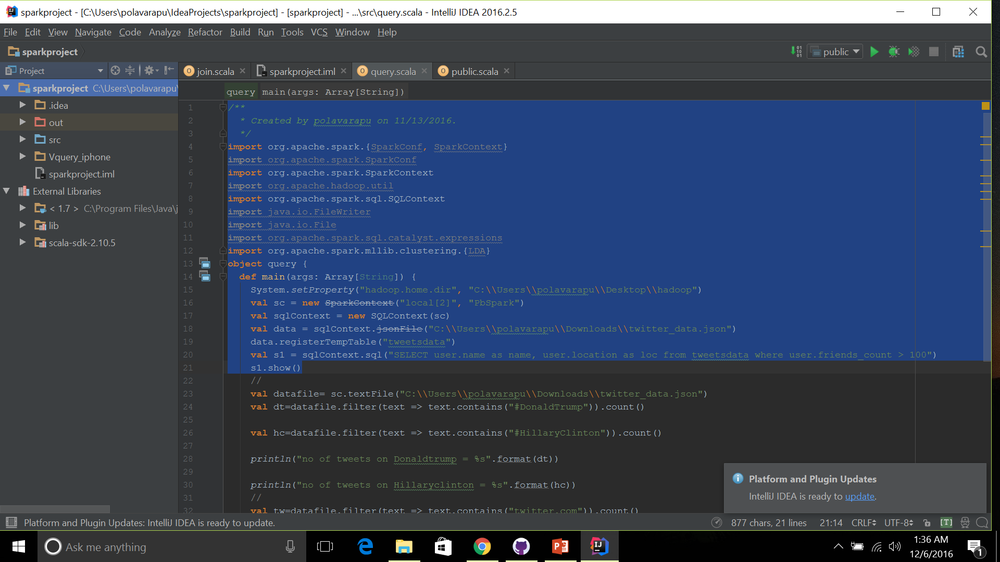 sparkproject - [C:\Users\polavarapu\IdeaProjects\sparkproject] - [sparkproject] - ...\src\query.scala - IntelliJ IDEA 2016.2.5
File Edit View Navigate Code Analyze Refactor Build Run Tools VCS Window Help
sparkproject
public
Project
join.scala
sparkproject.iml
query.scala
public.scala
sparkproject C:\Users\polavarapu\
.idea
out
src
Vquery_iphone
sparkproject.iml
External Libraries
< 1.7 > C:\Program Files\Java\j
lib
scala-sdk-2.10.5
query main(args: Array[String])
1 /**
2 * Created by polavarapu on 11/13/2016.
3 */
4 import org.apache.spark.{SparkConf, SparkContext}
5 import org.apache.spark.SparkConf
6 import org.apache.spark.SparkContext
7 import org.apache.hadoop.util
8 import org.apache.spark.sql.SQLContext
9 import java.io.FileWriter
10 import java.io.File
11 import org.apache.spark.sql.catalyst.expressions
12 import org.apache.spark.mllib.clustering.{LDA}
13 object query {
14 def main(args: Array[String]) {
15 System.setProperty("hadoop.home.dir", "C:\\Users\\polavarapu\\Desktop\\hadoop")
16 val sc = new SparkContext("local[2]", "PbSpark")
17 val sqlContext = new SQLContext(sc)
18 val data = sqlContext.jsonFile("C:\\Users\\polavarapu\\Downloads\\twitter_data.json")
19 data.registerTempTable("tweetsdata")
20 val s1 = sqlContext.sql("SELECT user.name as name, user.location as loc from tweetsdata where user.friends_count > 100")
21 s1.show()
22 //
23 val datafile= sc.textFile("C:\\Users\\polavarapu\\Downloads\\twitter_data.json")
24 val dt=datafile.filter(text => text.contains("#DonaldTrump")).count()
25
26 val hc=datafile.filter(text => text.contains("#HillaryClinton")).count()
27
28 println("no of tweets on Donaldtrump = %s".format(dt))
29
30 println("no of tweets on Hillaryclinton = %s".format(hc))
31 //
32 val tw=datafile.filter(text => text.contains("twitter.com")).count()
Platform and Plugin Updates
IntelliJ IDEA is ready to update.
Platform and Plugin Updates: IntelliJ IDEA is ready to update.
877 chars, 21 lines 21:14 CRLF UTF-8 [T]
Ask me anything
1:36 AM
12/6/2016
1